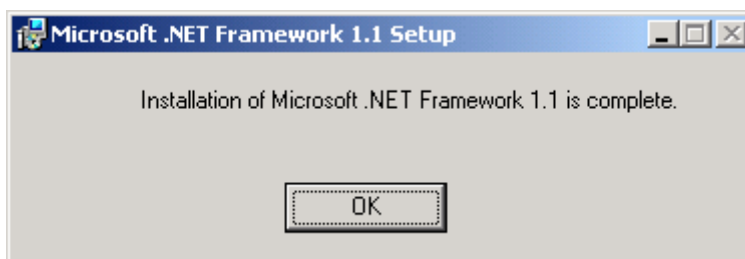 Microsoft .NET Framework 1.1 Setup
Installation of Microsoft .NET Framework 1.1 is complete.
OK